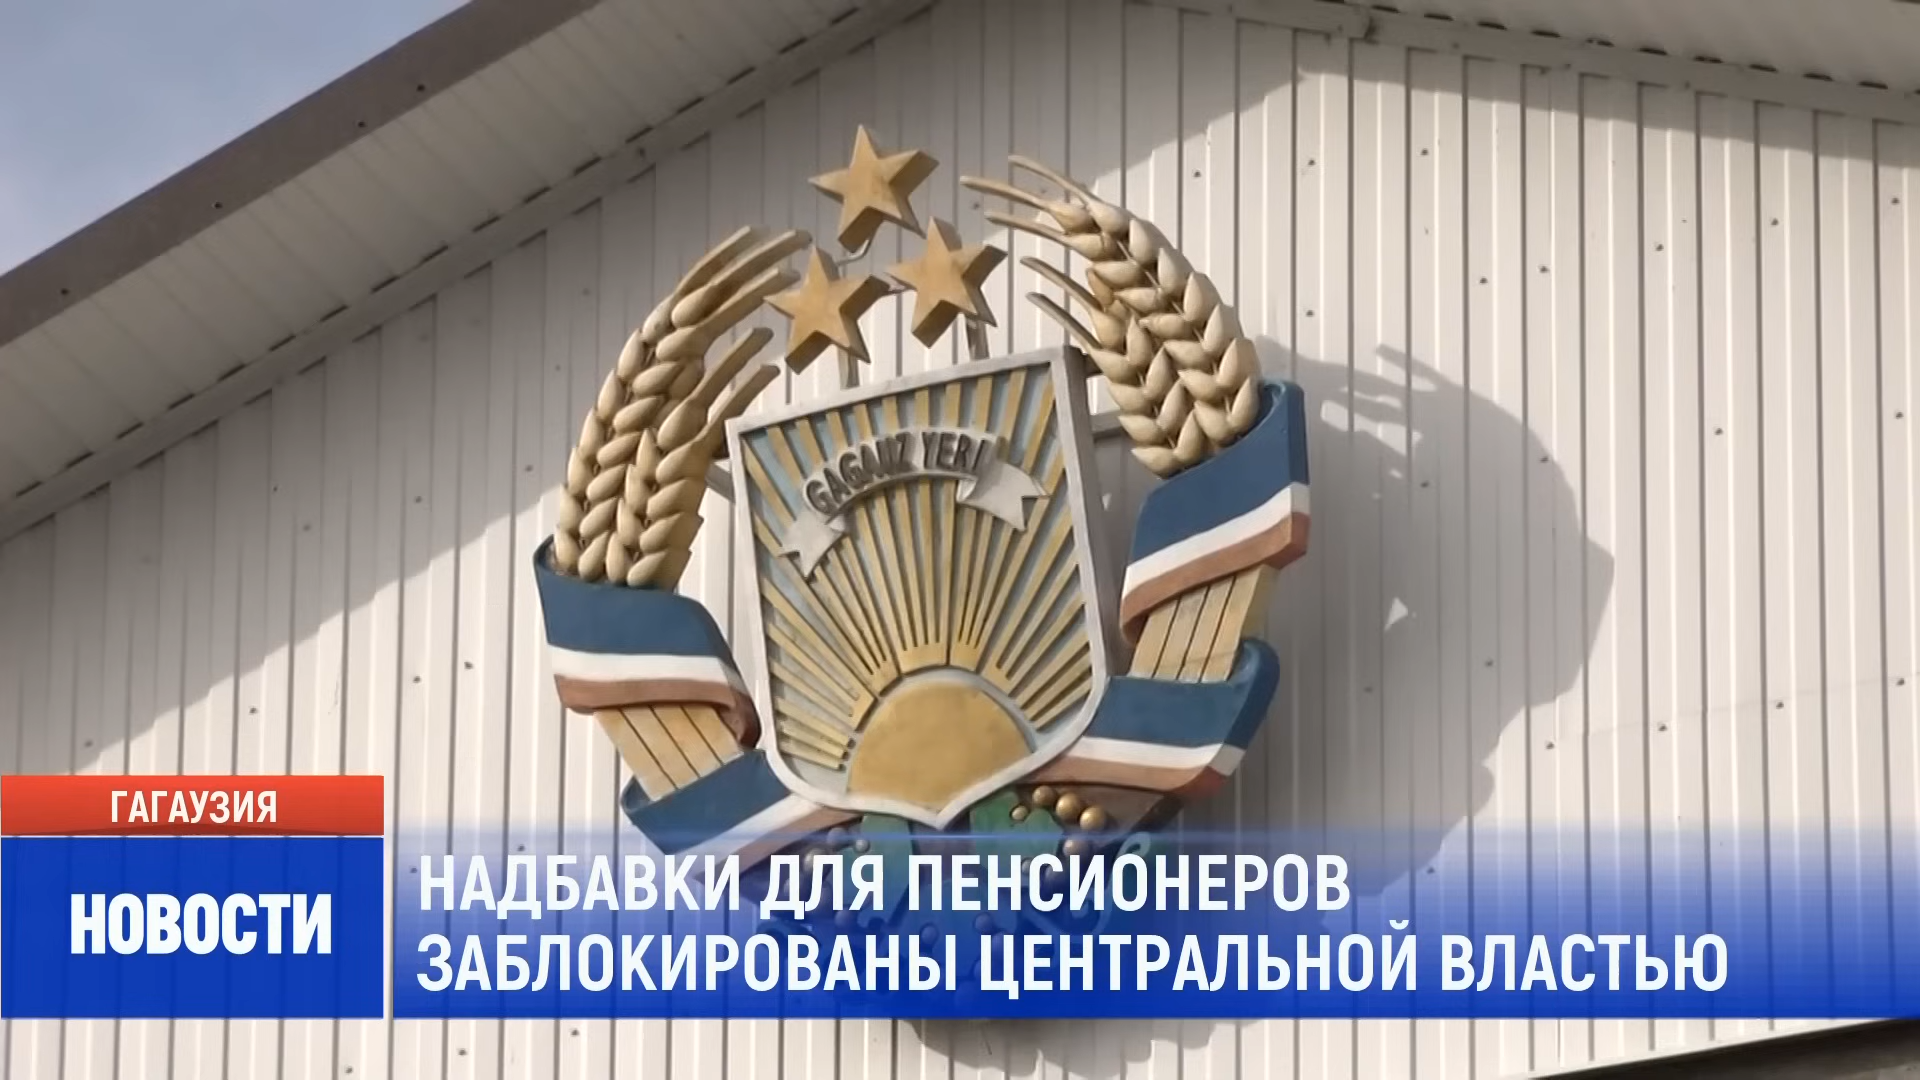 GAGAUZ YERI
ГАГАУЗИЯ
НОВОСТИ
НАДБАВКИ ДЛЯ ПЕНСИОНЕРОВ
ЗАБЛОКИРОВАНЫ ЦЕНТРАЛЬНОЙ ВЛАСТЬЮ